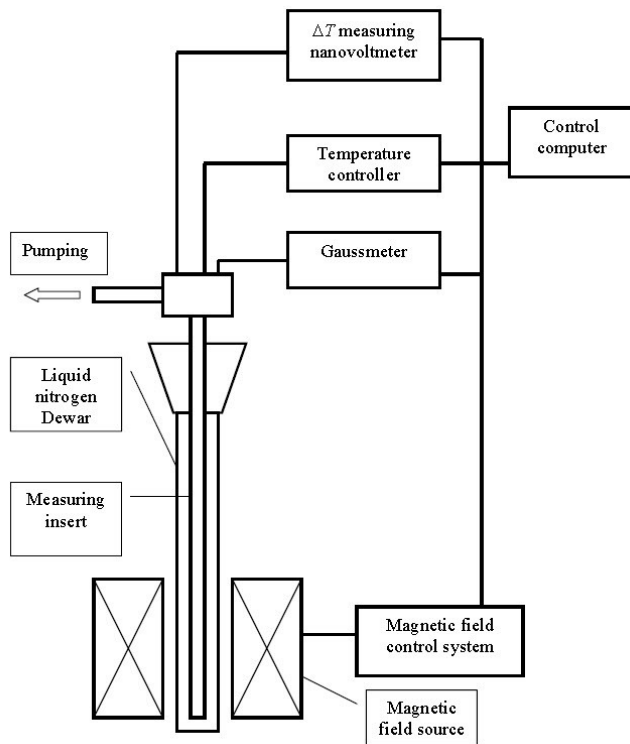 ΔT measuring
nanovoltmeter
Control
computer
Temperature
controller
Gaussmeter
Pumping
Liquid
nitrogen
Dewar
Measuring
insert
Magnetic field
control system
Magnetic
field source